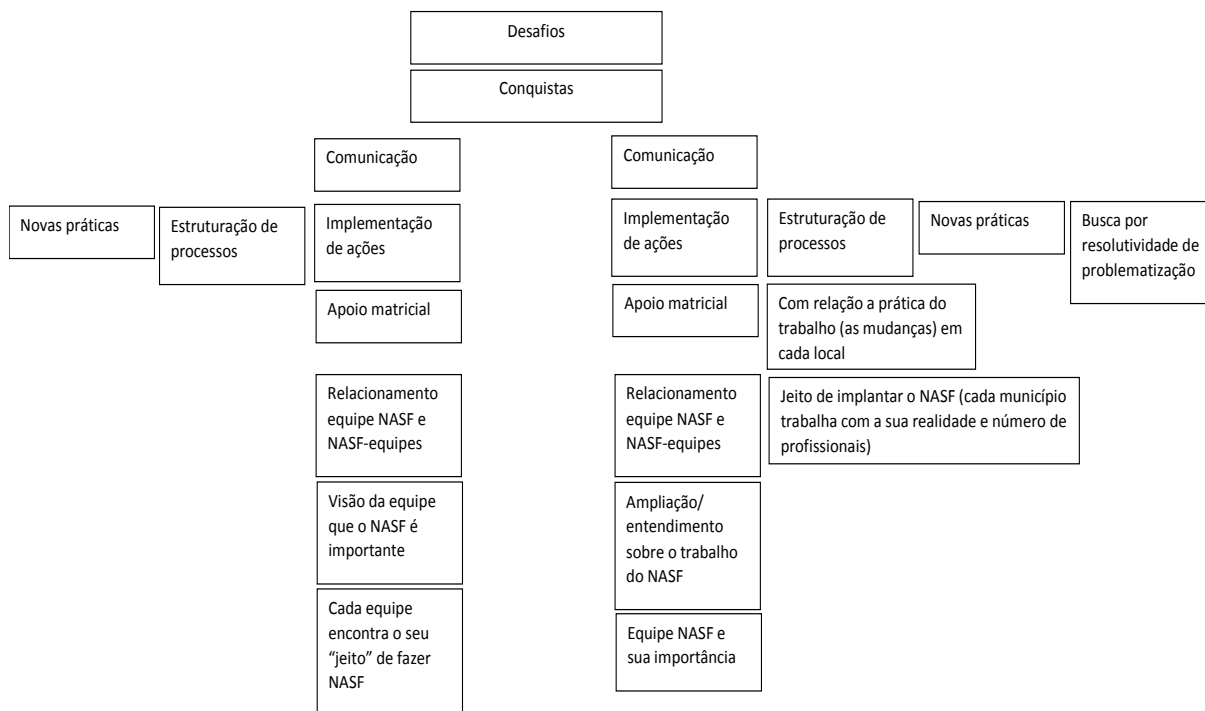 Desafios
Conquistas
Comunicação
Novas práticas
Estruturação de
processos
Implementação
de ações
Apoio matricial
Relacionamento
equipe NASF e
NASF-equipes
Visão da equipe
que o NASF é
importante
Cada equipe
encontra o seu
“jeito” de fazer
NASF
Comunicação
Implementação
de ações
Estruturação de
processos
Novas práticas
Busca por
resolutividade de
problematização
Apoio matricial
Com relação a prática do
trabalho (as mudanças) em
cada local
Relacionamento
equipe NASF e
NASF-equipes
Jeito de implantar o NASF (cada município
trabalha com a sua realidade e número de
profissionais)
Ampliação/
entendimento
sobre o trabalho
do NASF
Equipe NASF e
sua importância